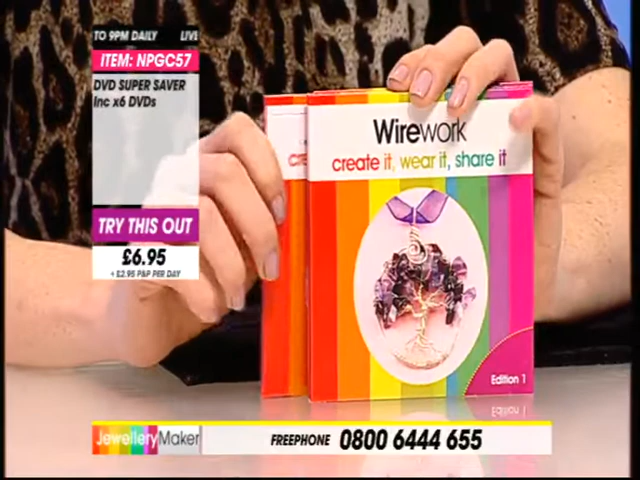 TO 9PM DAILY LIVE
ITEM: NPGC57
DVD SUPER SAVER
Inc x6 DVDs
TRY THIS OUT
£6.95
+ £2.95 P&P PER DAY
Wirework
create it, wear it, share it
Edition 1
cre
JewelleryMaker
FREEPHONE 0800 6444 655